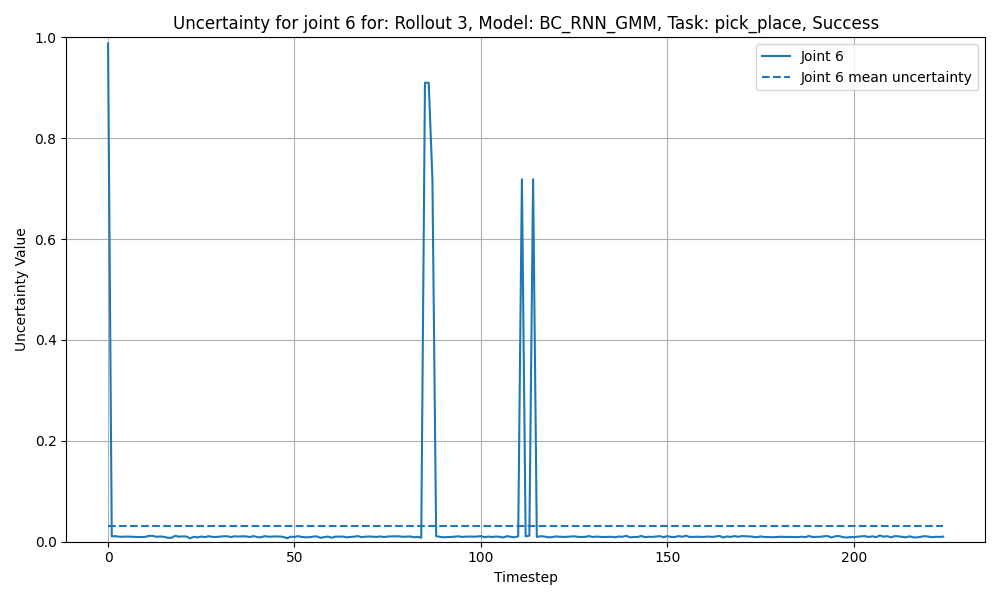 Uncertainty for joint 6 for: Rollout 3, Model: BC_RNN_GMM, Task: pick_place, Success
Joint 6
Joint 6 mean uncertainty
1.0
0.8
0.6
0.4
0.2
0.0
Uncertainty Value
0
50
100
150
200
Timestep